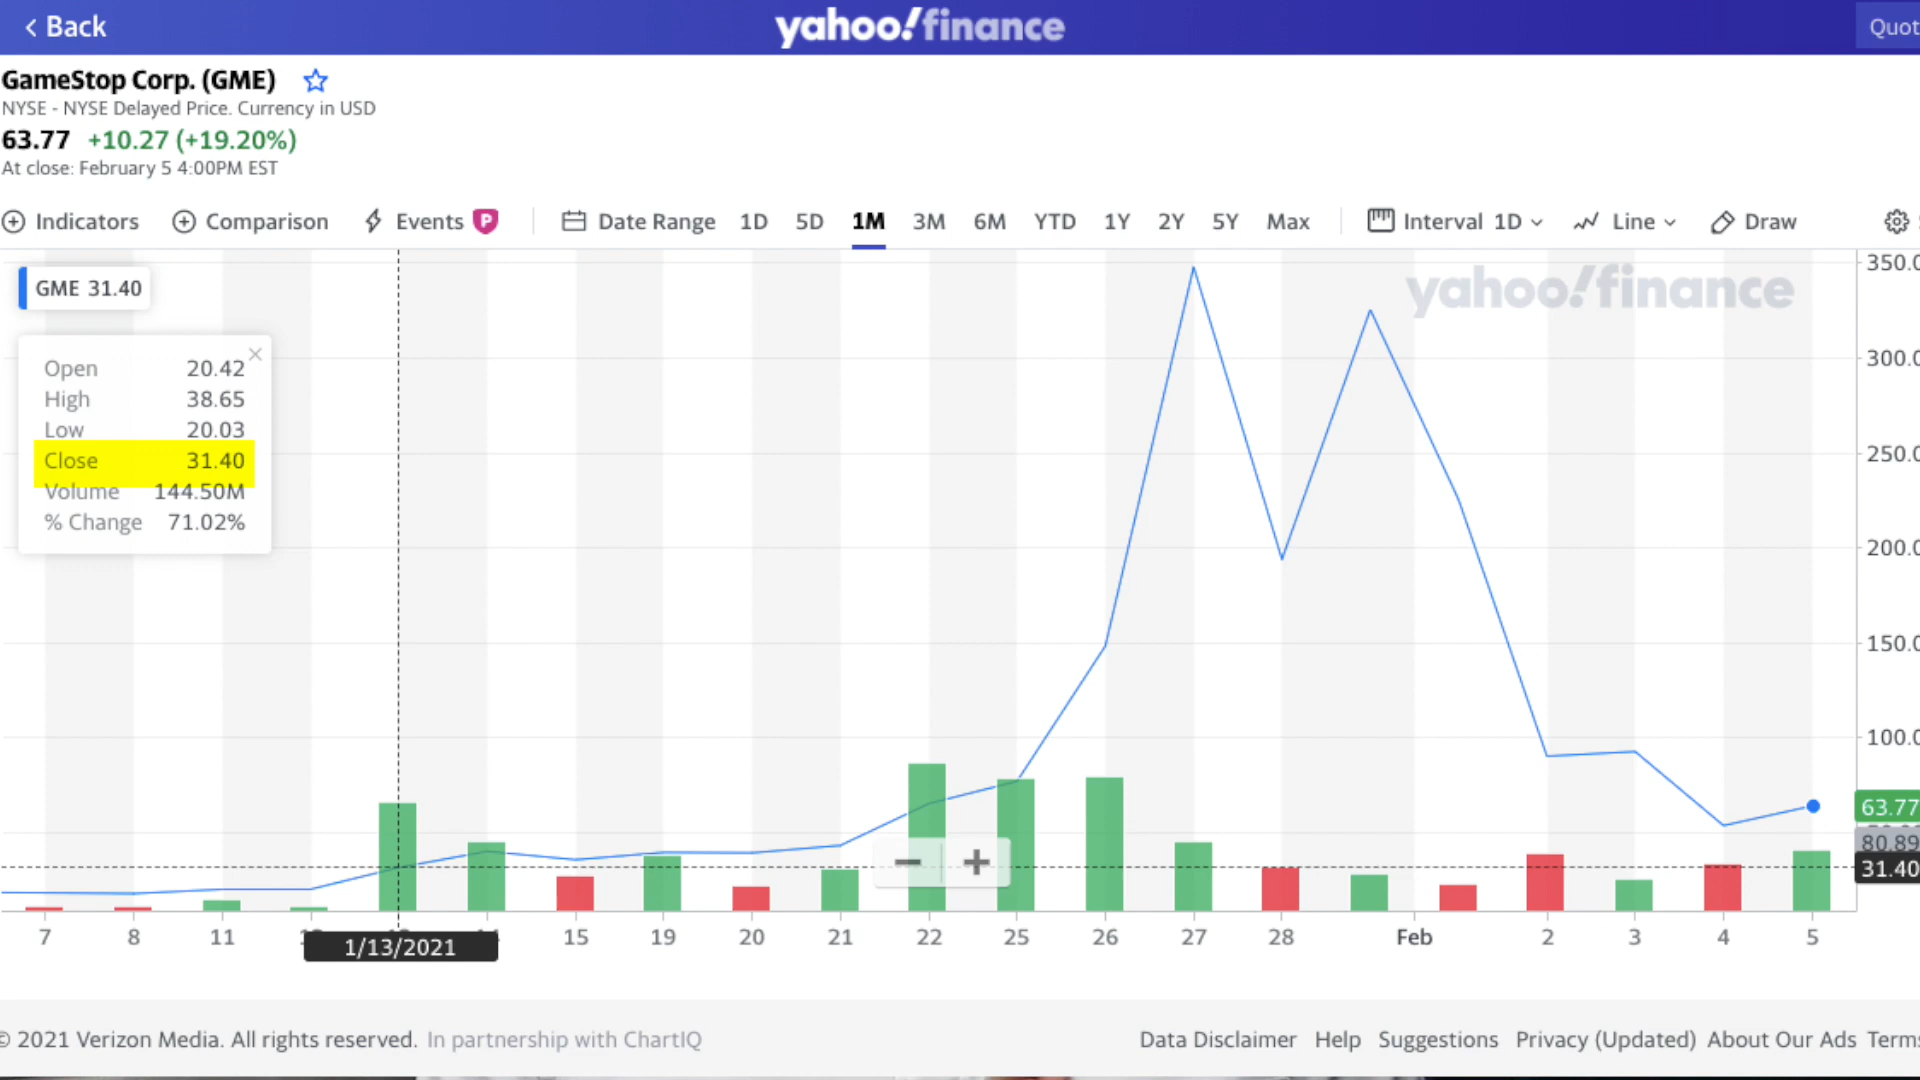 Back
yahoo!finance
Quot
GameStop Corp. (GME)
NYSE - NYSE Delayed Price. Currency in USD
63.77 +10.27 (+19.20%)
At close: February 5 4:00PM EST
Indicators Comparison Events P Date Range 1D 5D 1M 3M 6M YTD 1Y 2Y 5Y Max Interval 1D Line Draw
GME 31.40
yahoo!finance
Open 20.42
High 38.65
Low 20.03
Close 31.40
Volume 144.50M
% Change 71.02%
350.0
300.0
250.0
200.0
150.0
100.0
63.77
80.89
31.40
7 8 11 15 19 20 21 22 25 26 27 28 Feb 2 3 4 5
1/13/2021
© 2021 Verizon Media. All rights reserved. In partnership with ChartIQ
Data Disclaimer Help Suggestions Privacy (Updated) About Our Ads Terms